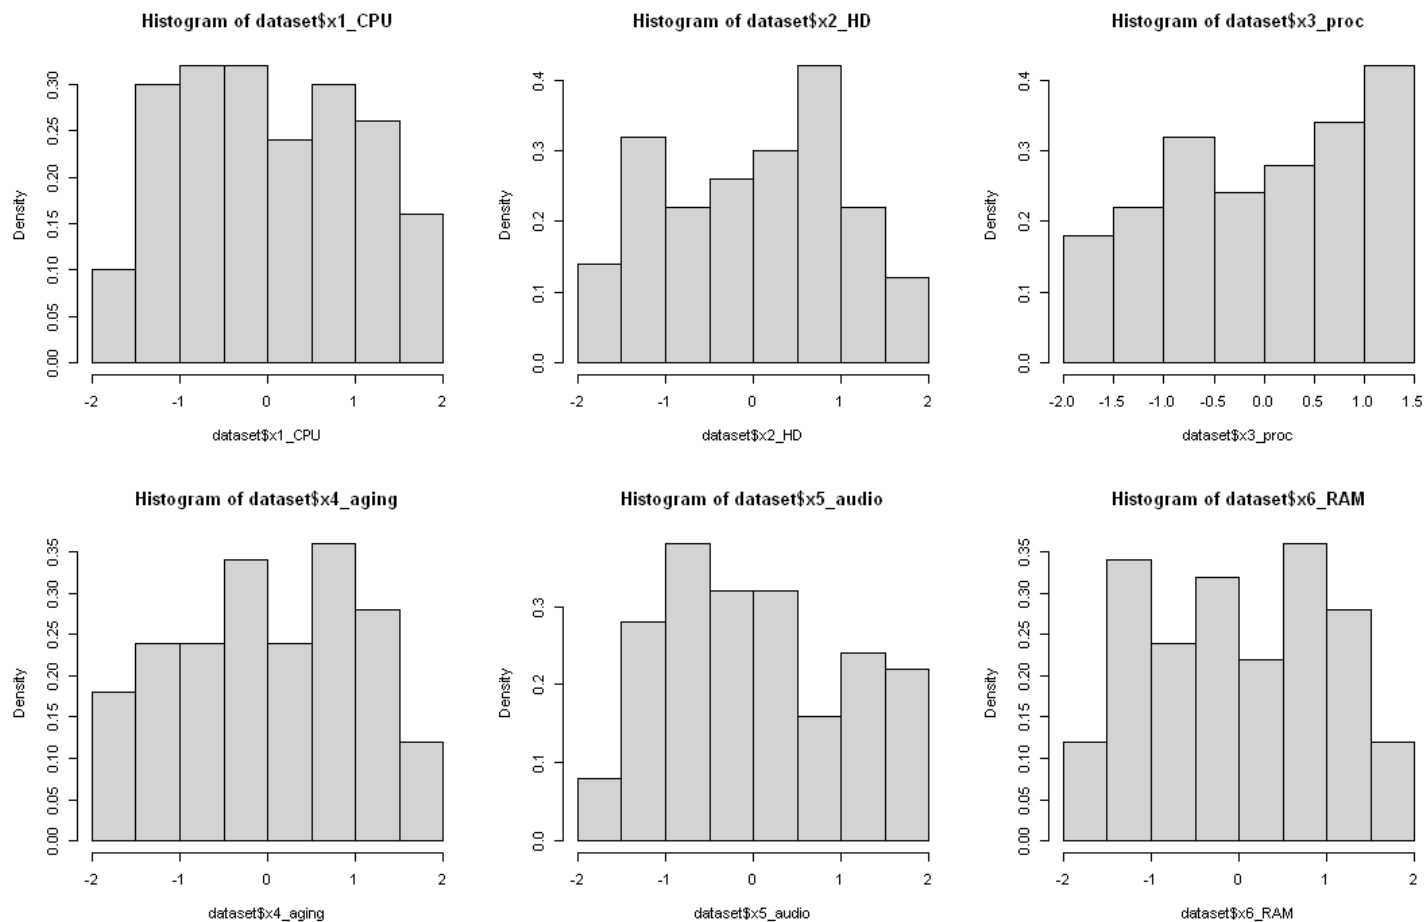 Histogram of dataset$x1_CPU
Density
0.00 0.05 0.10 0.15 0.20 0.25 0.30
-2 -1 0 1 2
dataset$x1_CPU
Histogram of dataset$x2_HD
Density
0.0 0.1 0.2 0.3 0.4
-2 -1 0 1 2
dataset$x2_HD
Histogram of dataset$x3_proc
Density
0.0 0.1 0.2 0.3 0.4
-2.0 -1.5 -1.0 -0.5 0.0 0.5 1.0 1.5
dataset$x3_proc
Histogram of dataset$x4_aging
Density
0.00 0.05 0.10 0.15 0.20 0.25 0.30 0.35
-2 -1 0 1 2
dataset$x4_aging
Histogram of dataset$x5_audio
Density
0.0 0.1 0.2 0.3
-2 -1 0 1 2
dataset$x5_audio
Histogram of dataset$x6_RAM
Density
0.00 0.05 0.10 0.15 0.20 0.25 0.30 0.35
-2 -1 0 1 2
dataset$x6_RAM